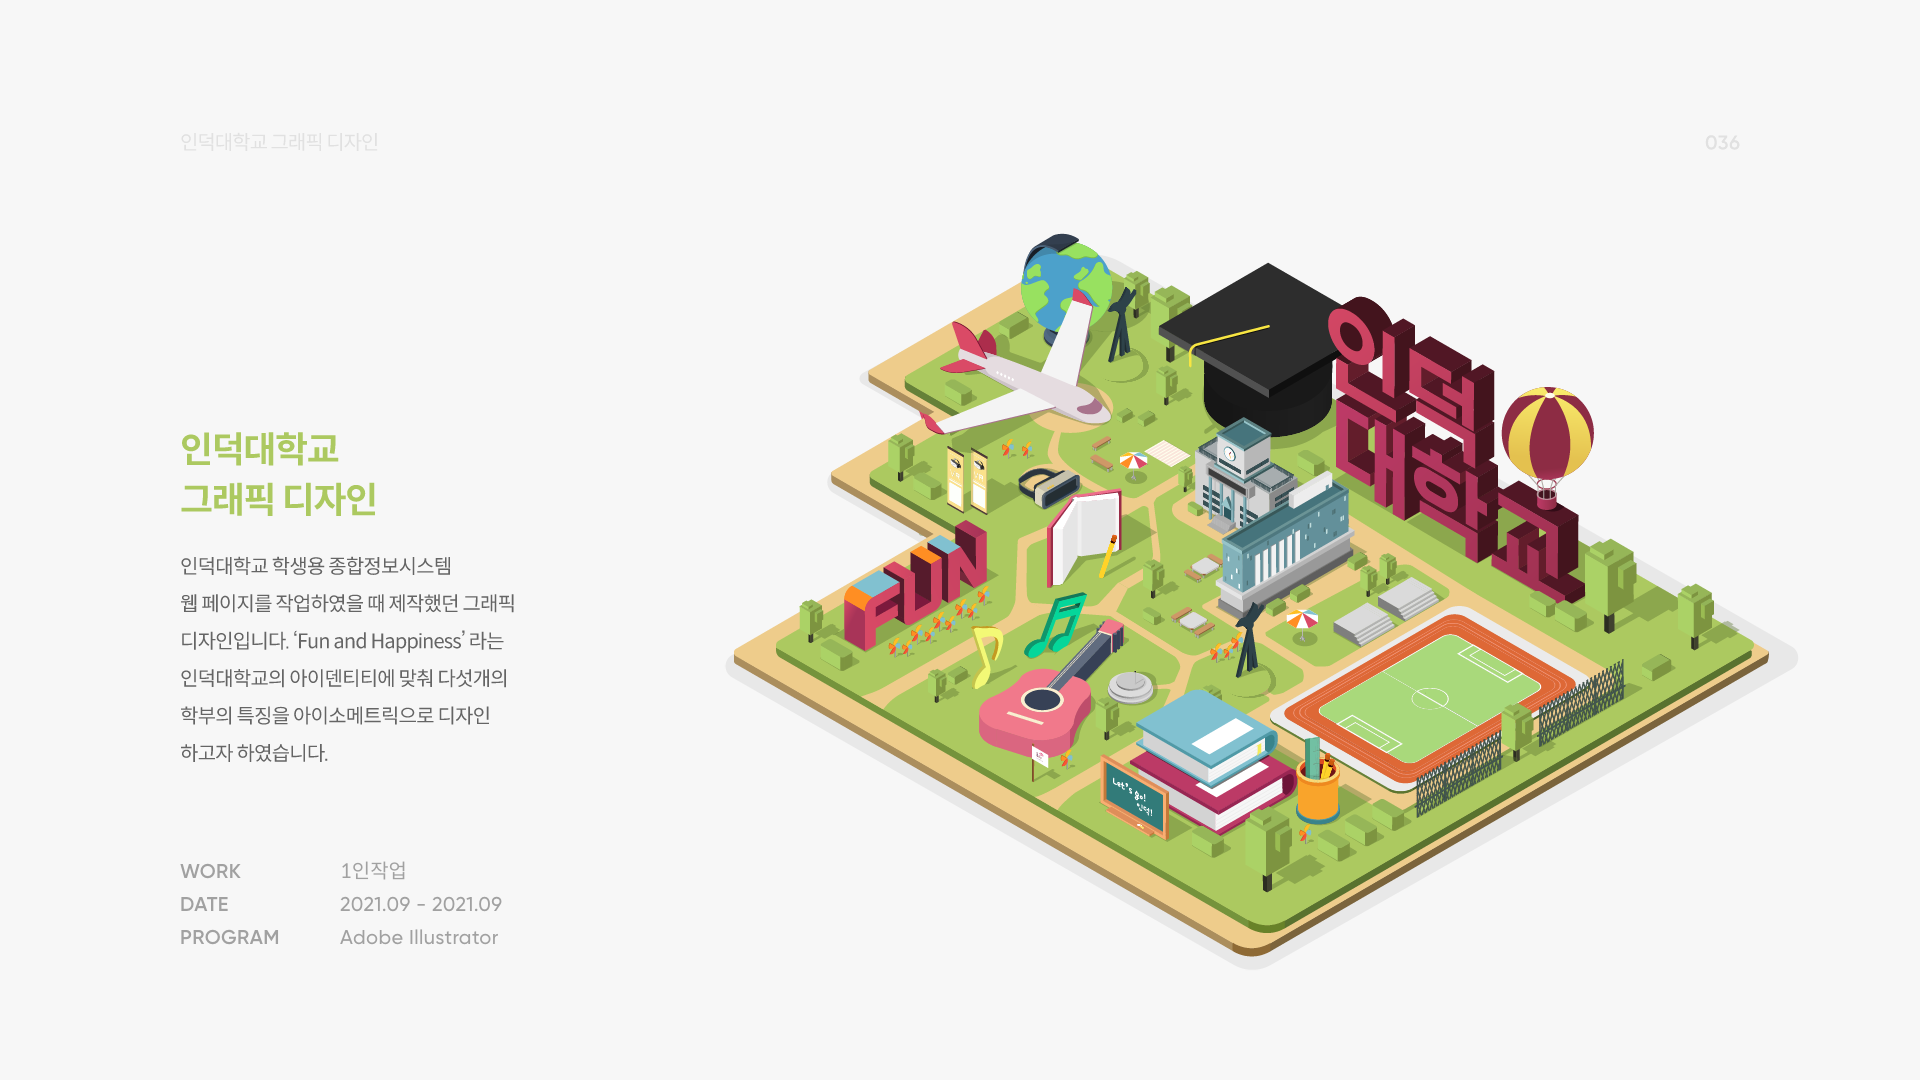 인덕대학교 그래픽 디자인
036
인덕대학교
그래픽 디자인
인덕대학교 학생용 종합정보시스템
웹 페이지를 작업하였을 때 제작했던 그래픽
디자인입니다. ‘Fun and Happiness’ 라는
인덕대학교의 아이덴티티에 맞춰 다섯개의
학부의 특징을 아이소메트릭으로 디자인
하고자 하였습니다.
WORK 1인작업
DATE 2021.09 - 2021.09
PROGRAM Adobe Illustrator
인덕
대학교
FUN
Let's go!
인덕!